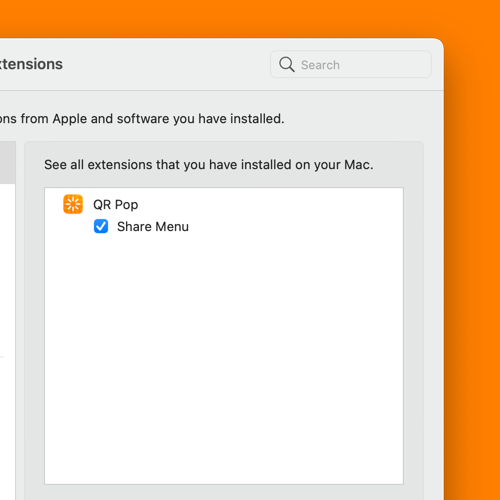 xtensions
Search
ons from Apple and software you have installed.
See all extensions that you have installed on your Mac.
QR Pop
Share Menu